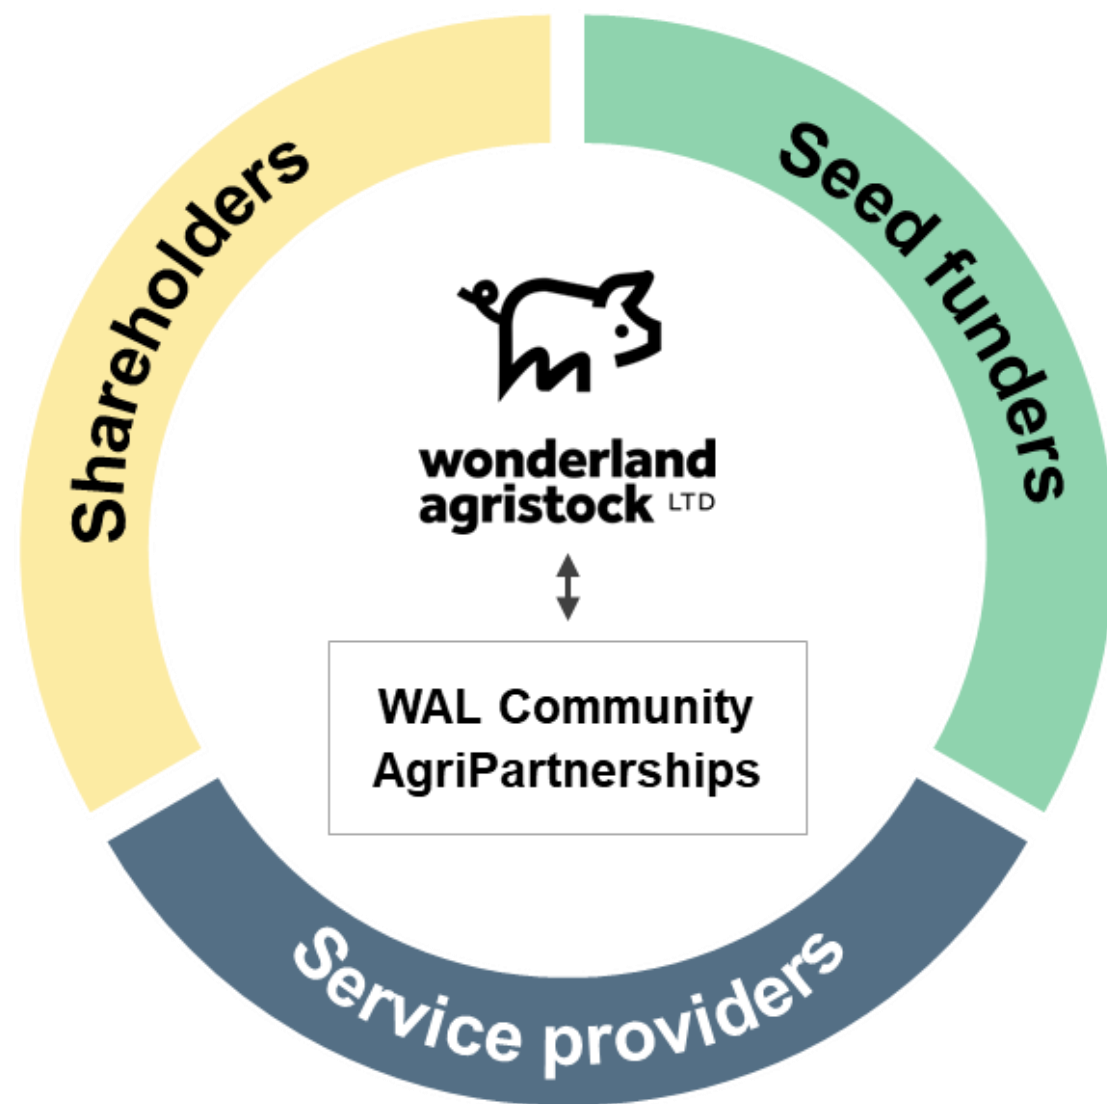 Shareholders
Seed funders
wonderland
agristock LTD
WAL Community
AgriPartnerships
Service providers